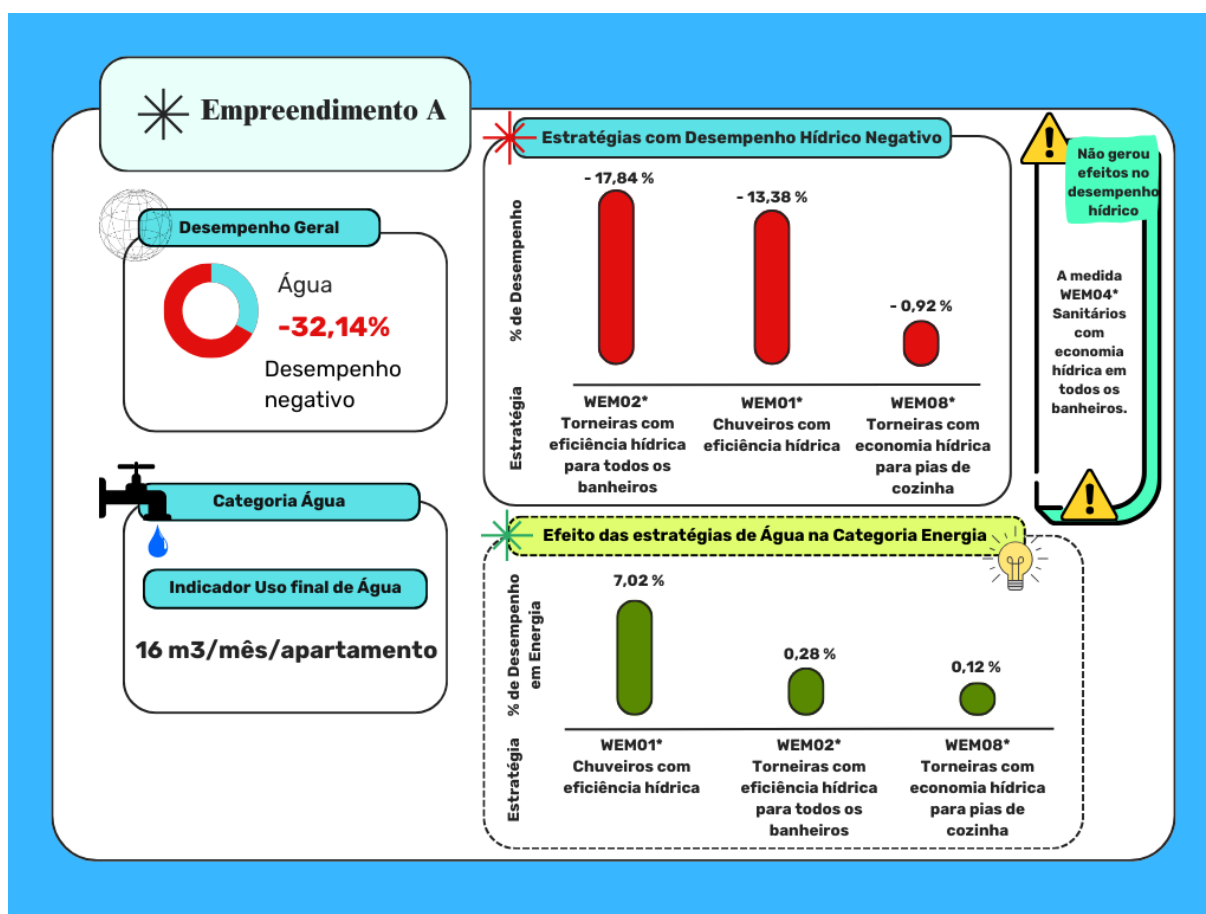 Empreendimento A
Desempenho Geral
Água
-32,14%
Desempenho
negativo
Categoria Água
Indicador Uso final de Água
16 m3/mês/apartamento
Estratégias com Desempenho Hídrico Negativo
% de Desempenho
- 17,84 %
- 13,38 %
- 0,92 %
Estratégia
WEM02*
Torneiras com
eficiência hídrica
para todos os
banheiros
WEM01*
Chuveiros com
eficiência hídrica
WEM08*
Torneiras com
economia hídrica
para pias de
cozinha
Não gerou
efeitos no
desempenho
hídrico
A medida
WEM04*
Sanitários
com
economia
hídrica em
todos os
banheiros.
Efeito das estratégias de Água na Categoria Energia
% de Desempenho
em Energia
7,02 %
0,28 %
0,12 %
Estratégia
WEM01*
Chuveiros com
eficiência hídrica
WEM02*
Torneiras com
eficiência hídrica
para todos os
banheiros
WEM08*
Torneiras com
economia hídrica
para pias de
cozinha